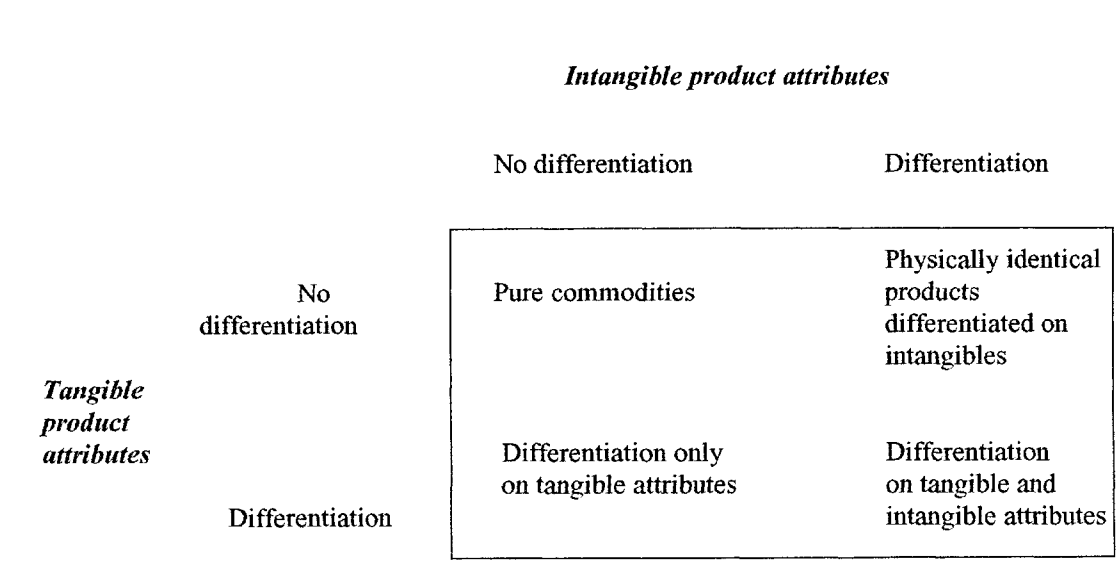 Intangible product attributes
No differentiation
Differentiation
No
differentiation
Pure commodities
Physically identical
products
differentiated on
intangibles
Tangible
product
attributes
Differentiation
Differentiation only
on tangible attributes
Differentiation
on tangible and
intangible attributes